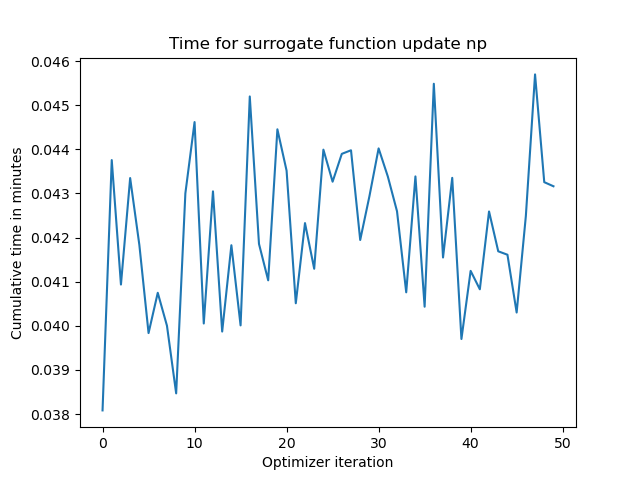 Time for surrogate function update np
Cumulative time in minutes
0.046
0.045
0.044
0.043
0.042
0.041
0.040
0.039
0.038
0 10 20 30 40 50
Optimizer iteration